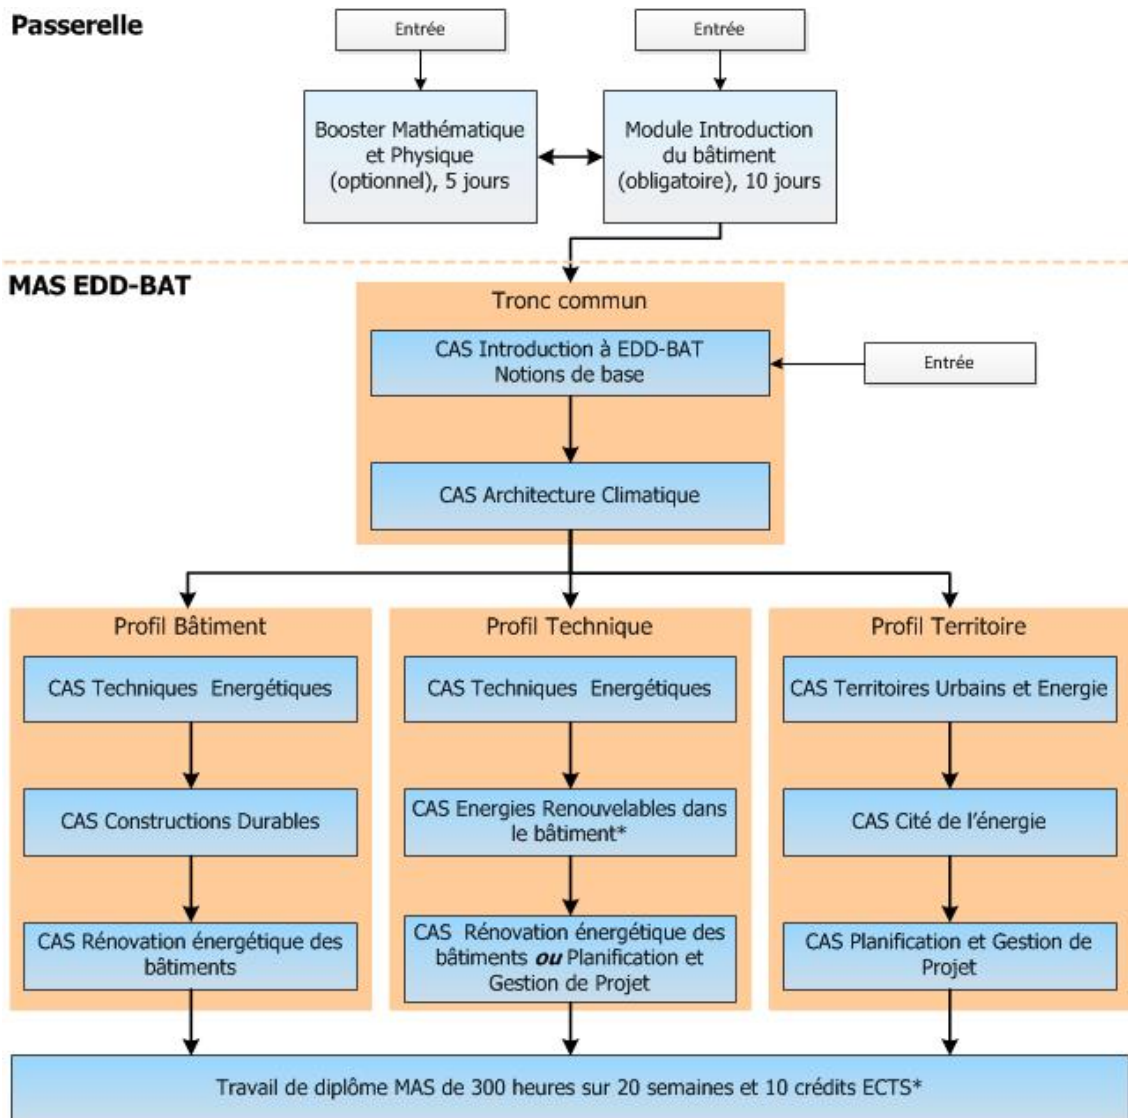 Passerelle
Entrée
Entrée
Booster Mathématique
et Physique
(optionnel), 5 jours
Module Introduction
du bâtiment
(obligatoire), 10 jours
MAS EDD-BAT
Tronc commun
CAS Introduction à EDD-BAT
Notions de base
Entrée
CAS Architecture Climatique
Profil Bâtiment
CAS Techniques Energétiques
CAS Constructions Durables
CAS Rénovation énergétique des
bâtiments
Profil Technique
CAS Techniques Energétiques
CAS Energies Renouvelables dans
le bâtiment*
CAS Rénovation énergétique des
bâtiments ou Planification et
Gestion de Projet
Profil Territoire
CAS Territoires Urbains et Energie
CAS Cité de l'énergie
CAS Planification et Gestion de
Projet
Travail de diplôme MAS de 300 heures sur 20 semaines et 10 crédits ECTS*